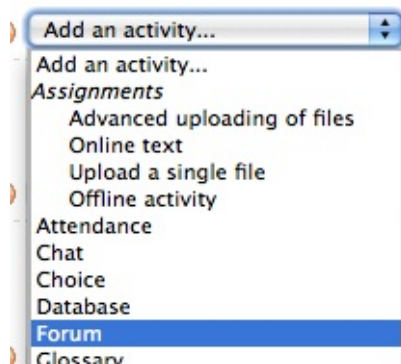 Add an activity...
Add an activity...
Assignments
Advanced uploading of files
Online text
Upload a single file
Offline activity
Attendance
Chat
Choice
Database
Forum
Glossary